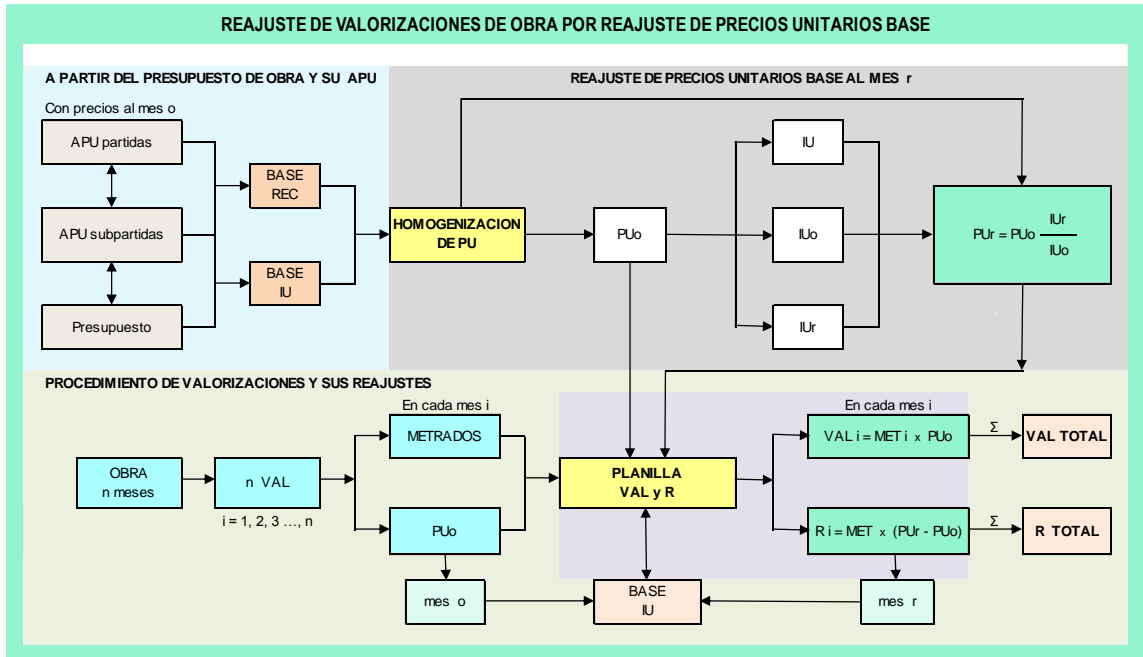 REAJUSTE DE VALORIZACIONES DE OBRA POR REAJUSTE DE PRECIOS UNITARIOS BASE
A PARTIR DEL PRESUPUESTO DE OBRA Y SU APU
Con precios al mes o
APU partidas
APU subpartidas
Presupuesto
BASE
REC
BASE
IU
REAJUSTE DE PRECIOS UNITARIOS BASE AL MES r
HOMOGENIZACION
DE PU
PUo
IU
IUo
IUr
PUr = PUo IUr
IUo
PROCEDIMIENTO DE VALORIZACIONES Y SUS REAJUSTES
OBRA
n meses
n VAL
i = 1, 2, 3 ..., n
En cada mes i
METRADOS
PUo
mes o
PLANILLA
VAL y R
BASE
IU
En cada mes i
VAL i = MET i x PUo
Σ
VAL TOTAL
R i = MET x (PUr - PUo)
Σ
R TOTAL
mes r